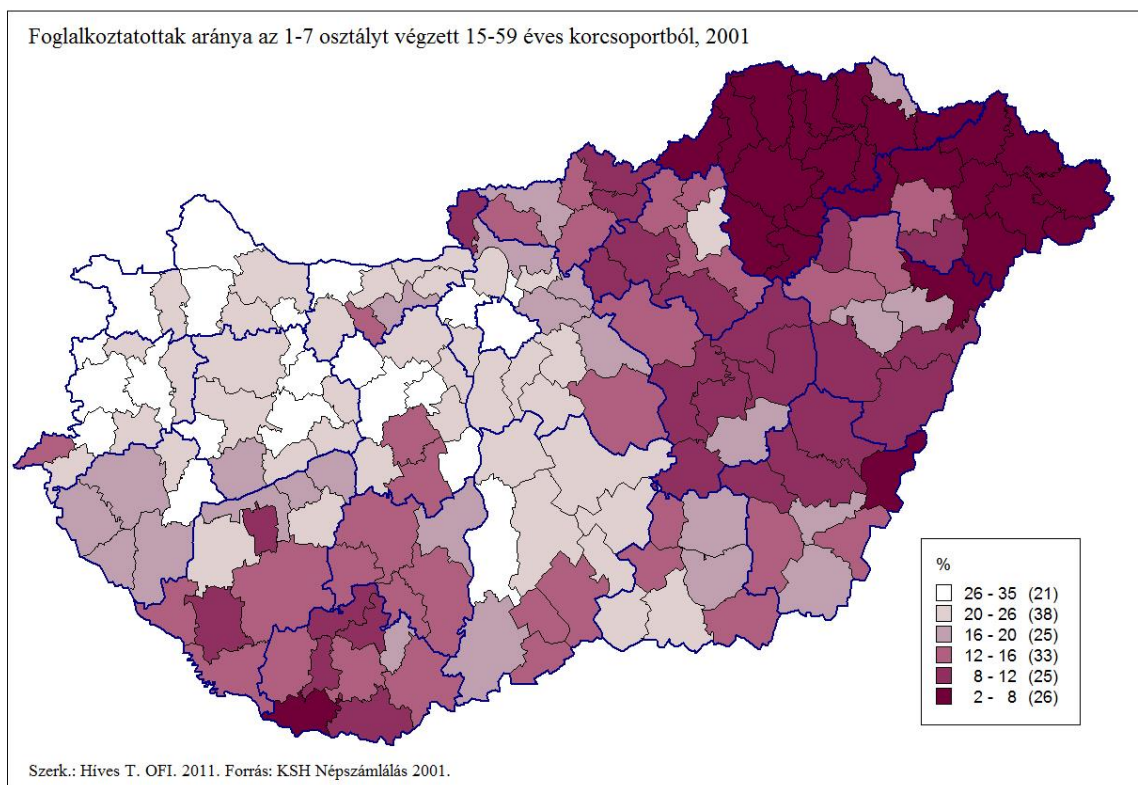 Foglalkoztatottak aránya az 1-7 osztályt végzett 15-59 éves korcsoportból, 2001
%
26 - 35 (21)
20 - 26 (38)
16 - 20 (25)
12 - 16 (33)
8 - 12 (25)
2 - 8 (26)
Szerk.: Híves T. OFI. 2011. Forrás: KSH Népszámlálás 2001.